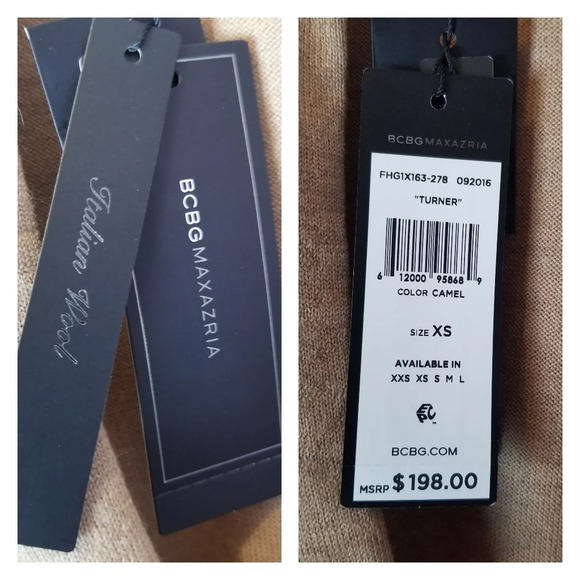 Italian Wool
BCBGMAXAZRIA
BCBGMAXAZRIA
FHG1X163-278 092016
"TURNER"
6 12000 95868 9
COLOR CAMEL
SIZE XS
AVAILABLE IN
XXS XS S M L
BCBG.COM
MSRP $198.00